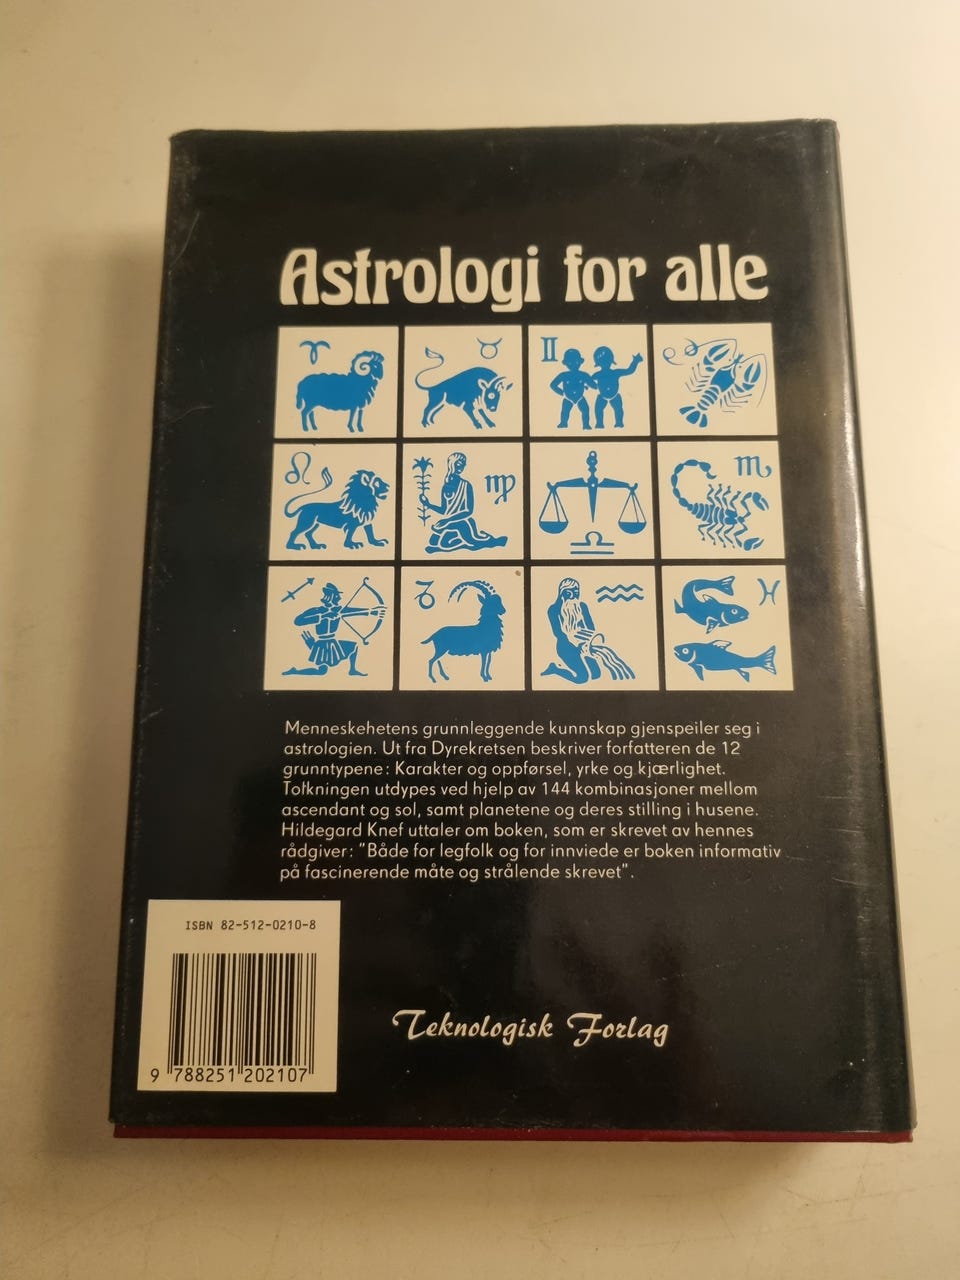 Astrologi for alle
Menneskehetens grunnleggende kunnskap gjenspeiler seg i
astrologien. Ut fra Dyrekretsen beskriver forfatteren de 12
grunntypene: Karakter og oppførsel, yrke og kjærlighet.
Tolkningen utdypes ved hjelp av 144 kombinasjoner mellom
ascendant og sol, samt planetene og deres stilling i husene.
Hildegard Knef uttaler om boken, som er skrevet av hennes
rådgiver: "Både for legfolk og for innviede er boken informativ
på fascinerende måte og strålende skrevet".
ISBN 82-512-0210-8
9 788251 202107
Teknologisk Forlag